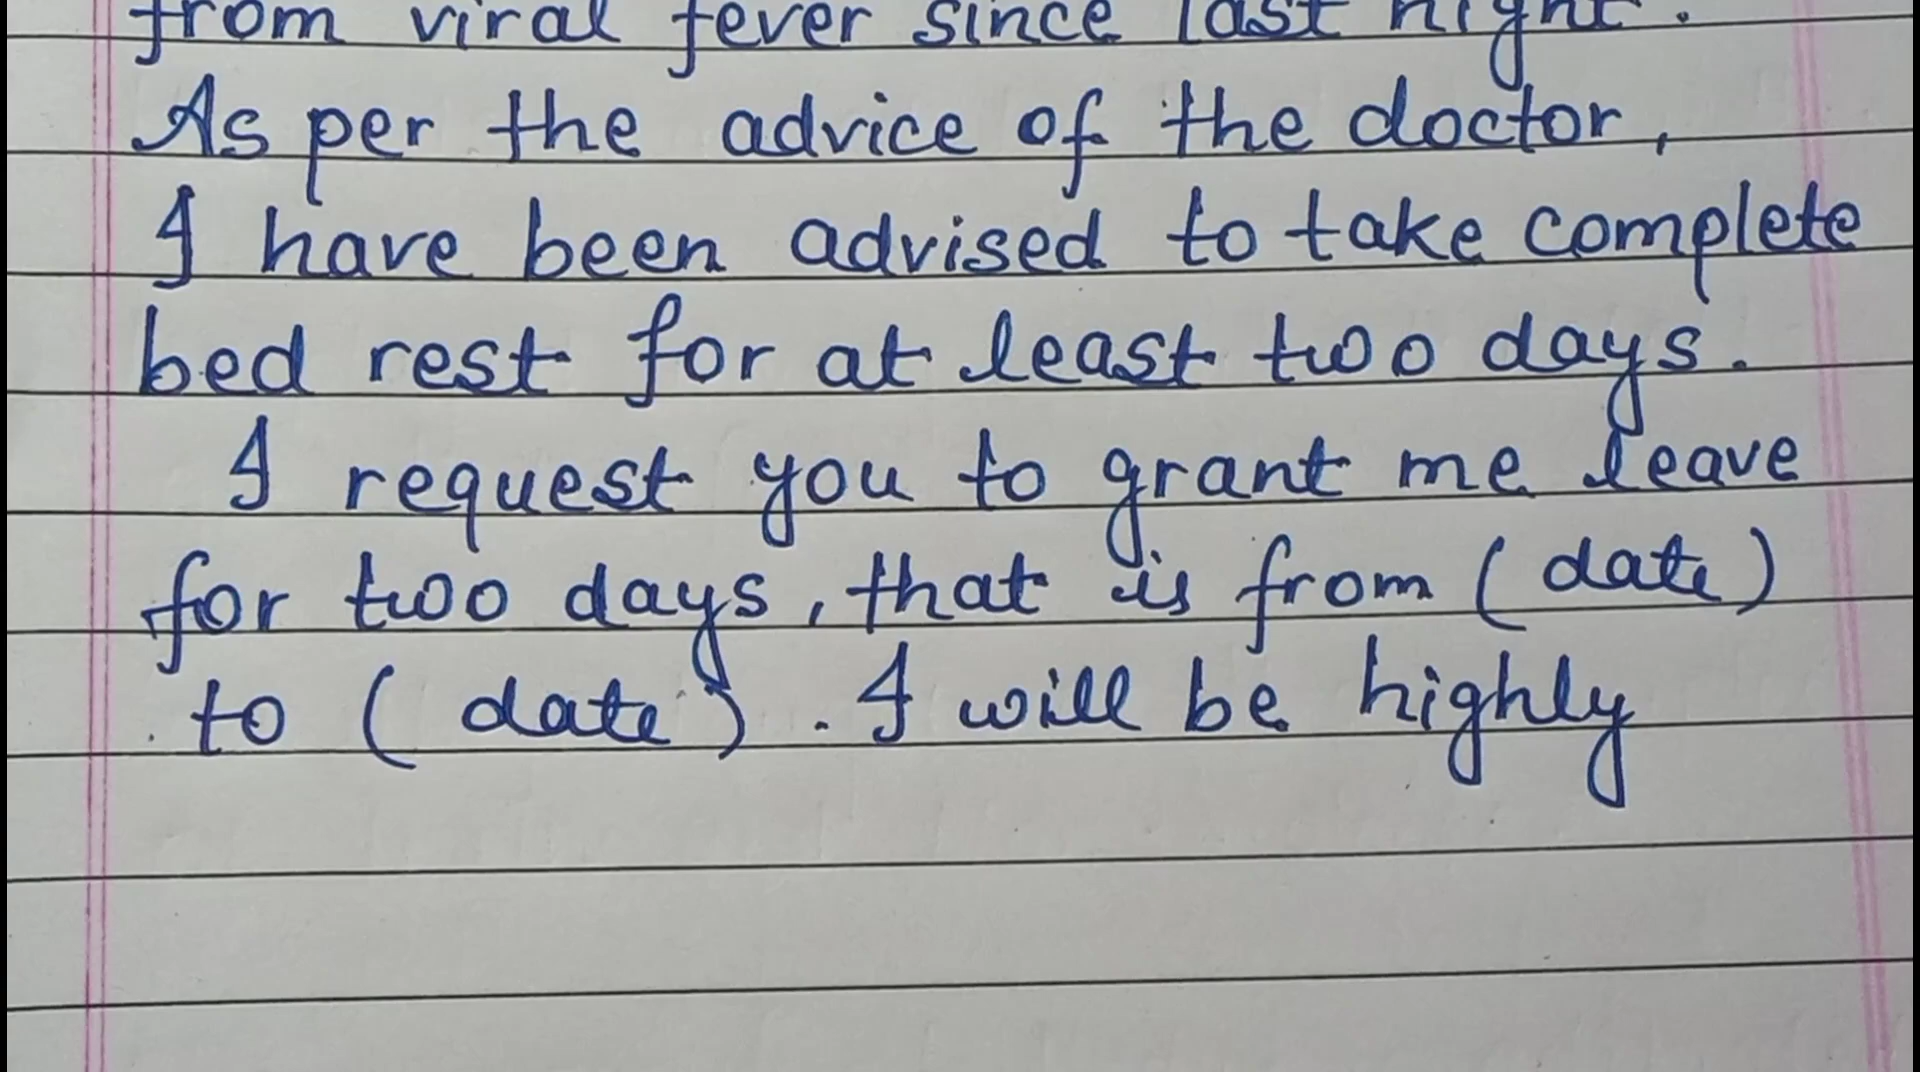 from viral fever since last night.
As per the advice of the doctor,
I have been advised to take complete
bed rest for at least two days.
I request you to grant me leave
for two days, that is from ( date )
to ( date ). I will be highly